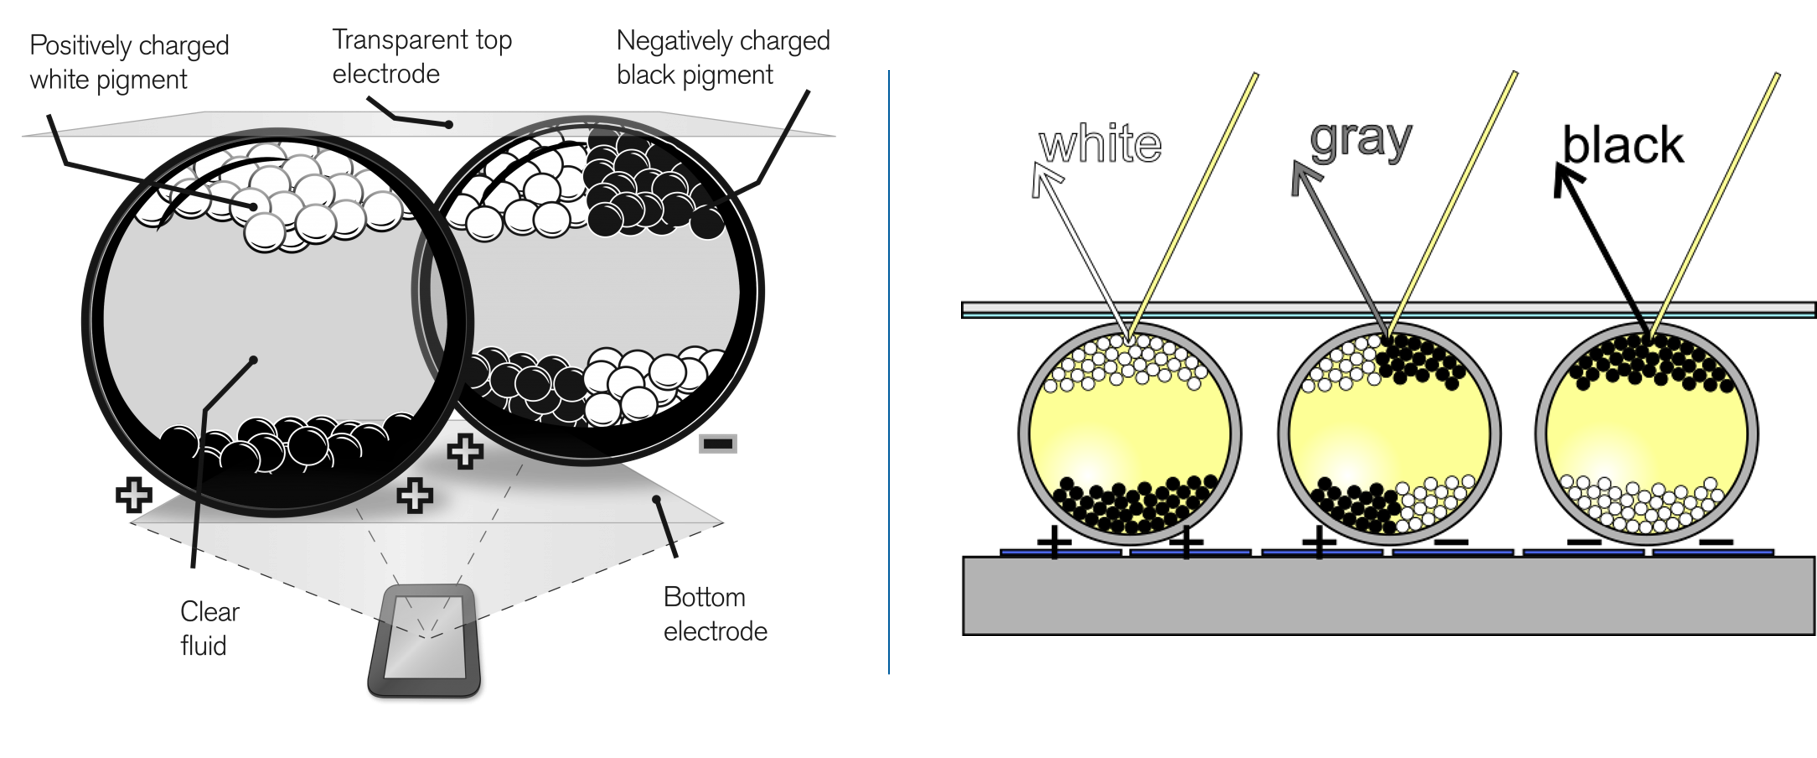 Positively charged
white pigment
Transparent top
electrode
Negatively charged
black pigment
+
+
+
−
Clear
fluid
Bottom
electrode
white
gray
black
+
+
+
−
−
−